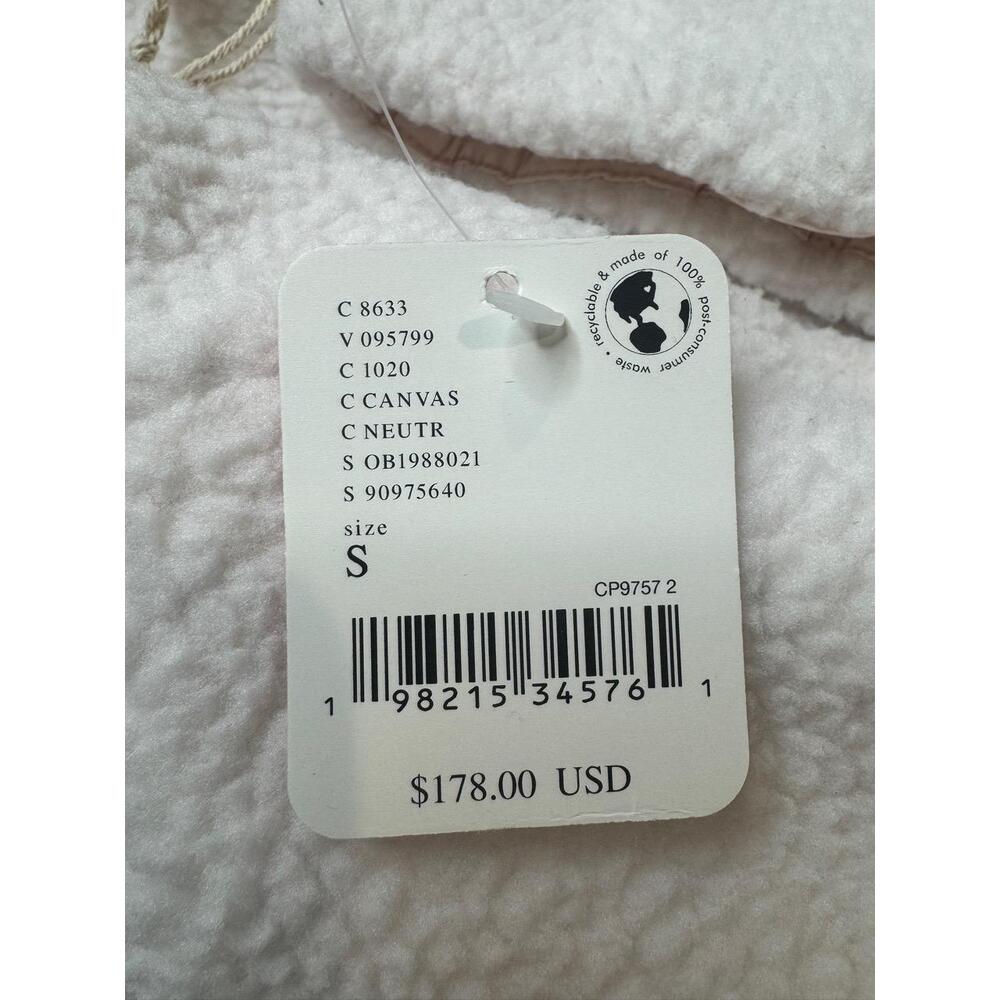 C 8633
V 095799
C 1020
C CANVAS
C NEUTR
S OB1988021
S 90975640
size
S
recyclable & made of 100% post-consumer waste •
CP9757 2
1 98215 34576 1
$178.00 USD